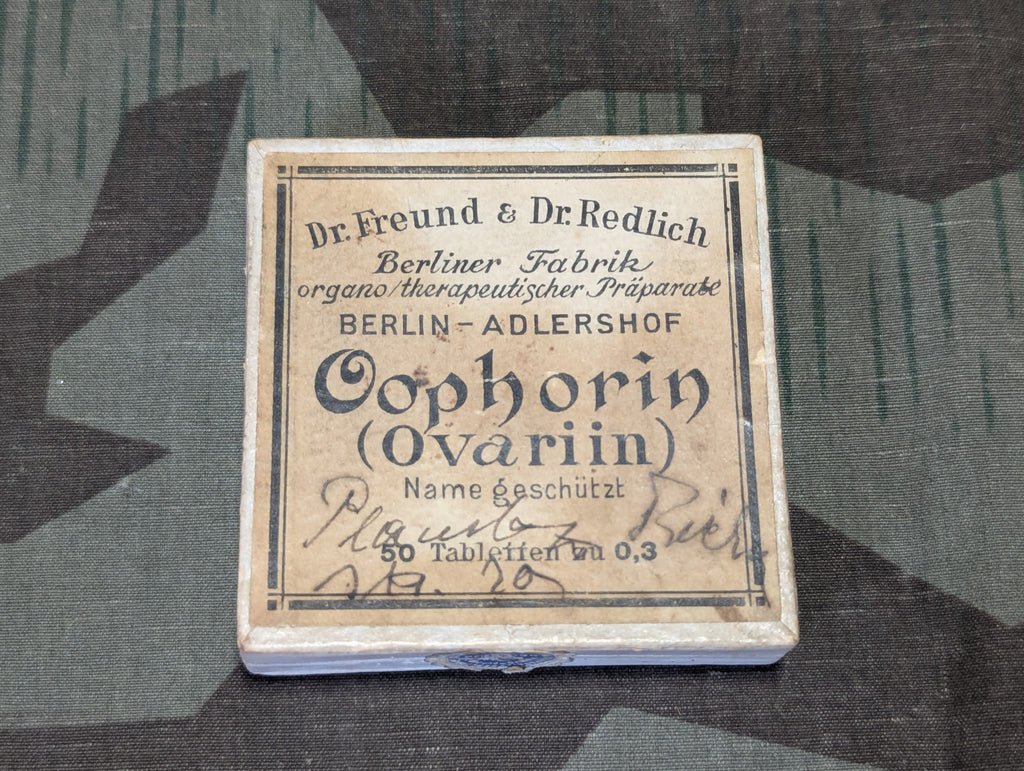 Dr. Freund & Dr. Redlich
Berliner Fabrik
organo/therapeutischer Präparate
BERLIN-ADLERSHOF
Oophorin
(Ovariin)
Name geschützt
50 Tabletten zu 0,3